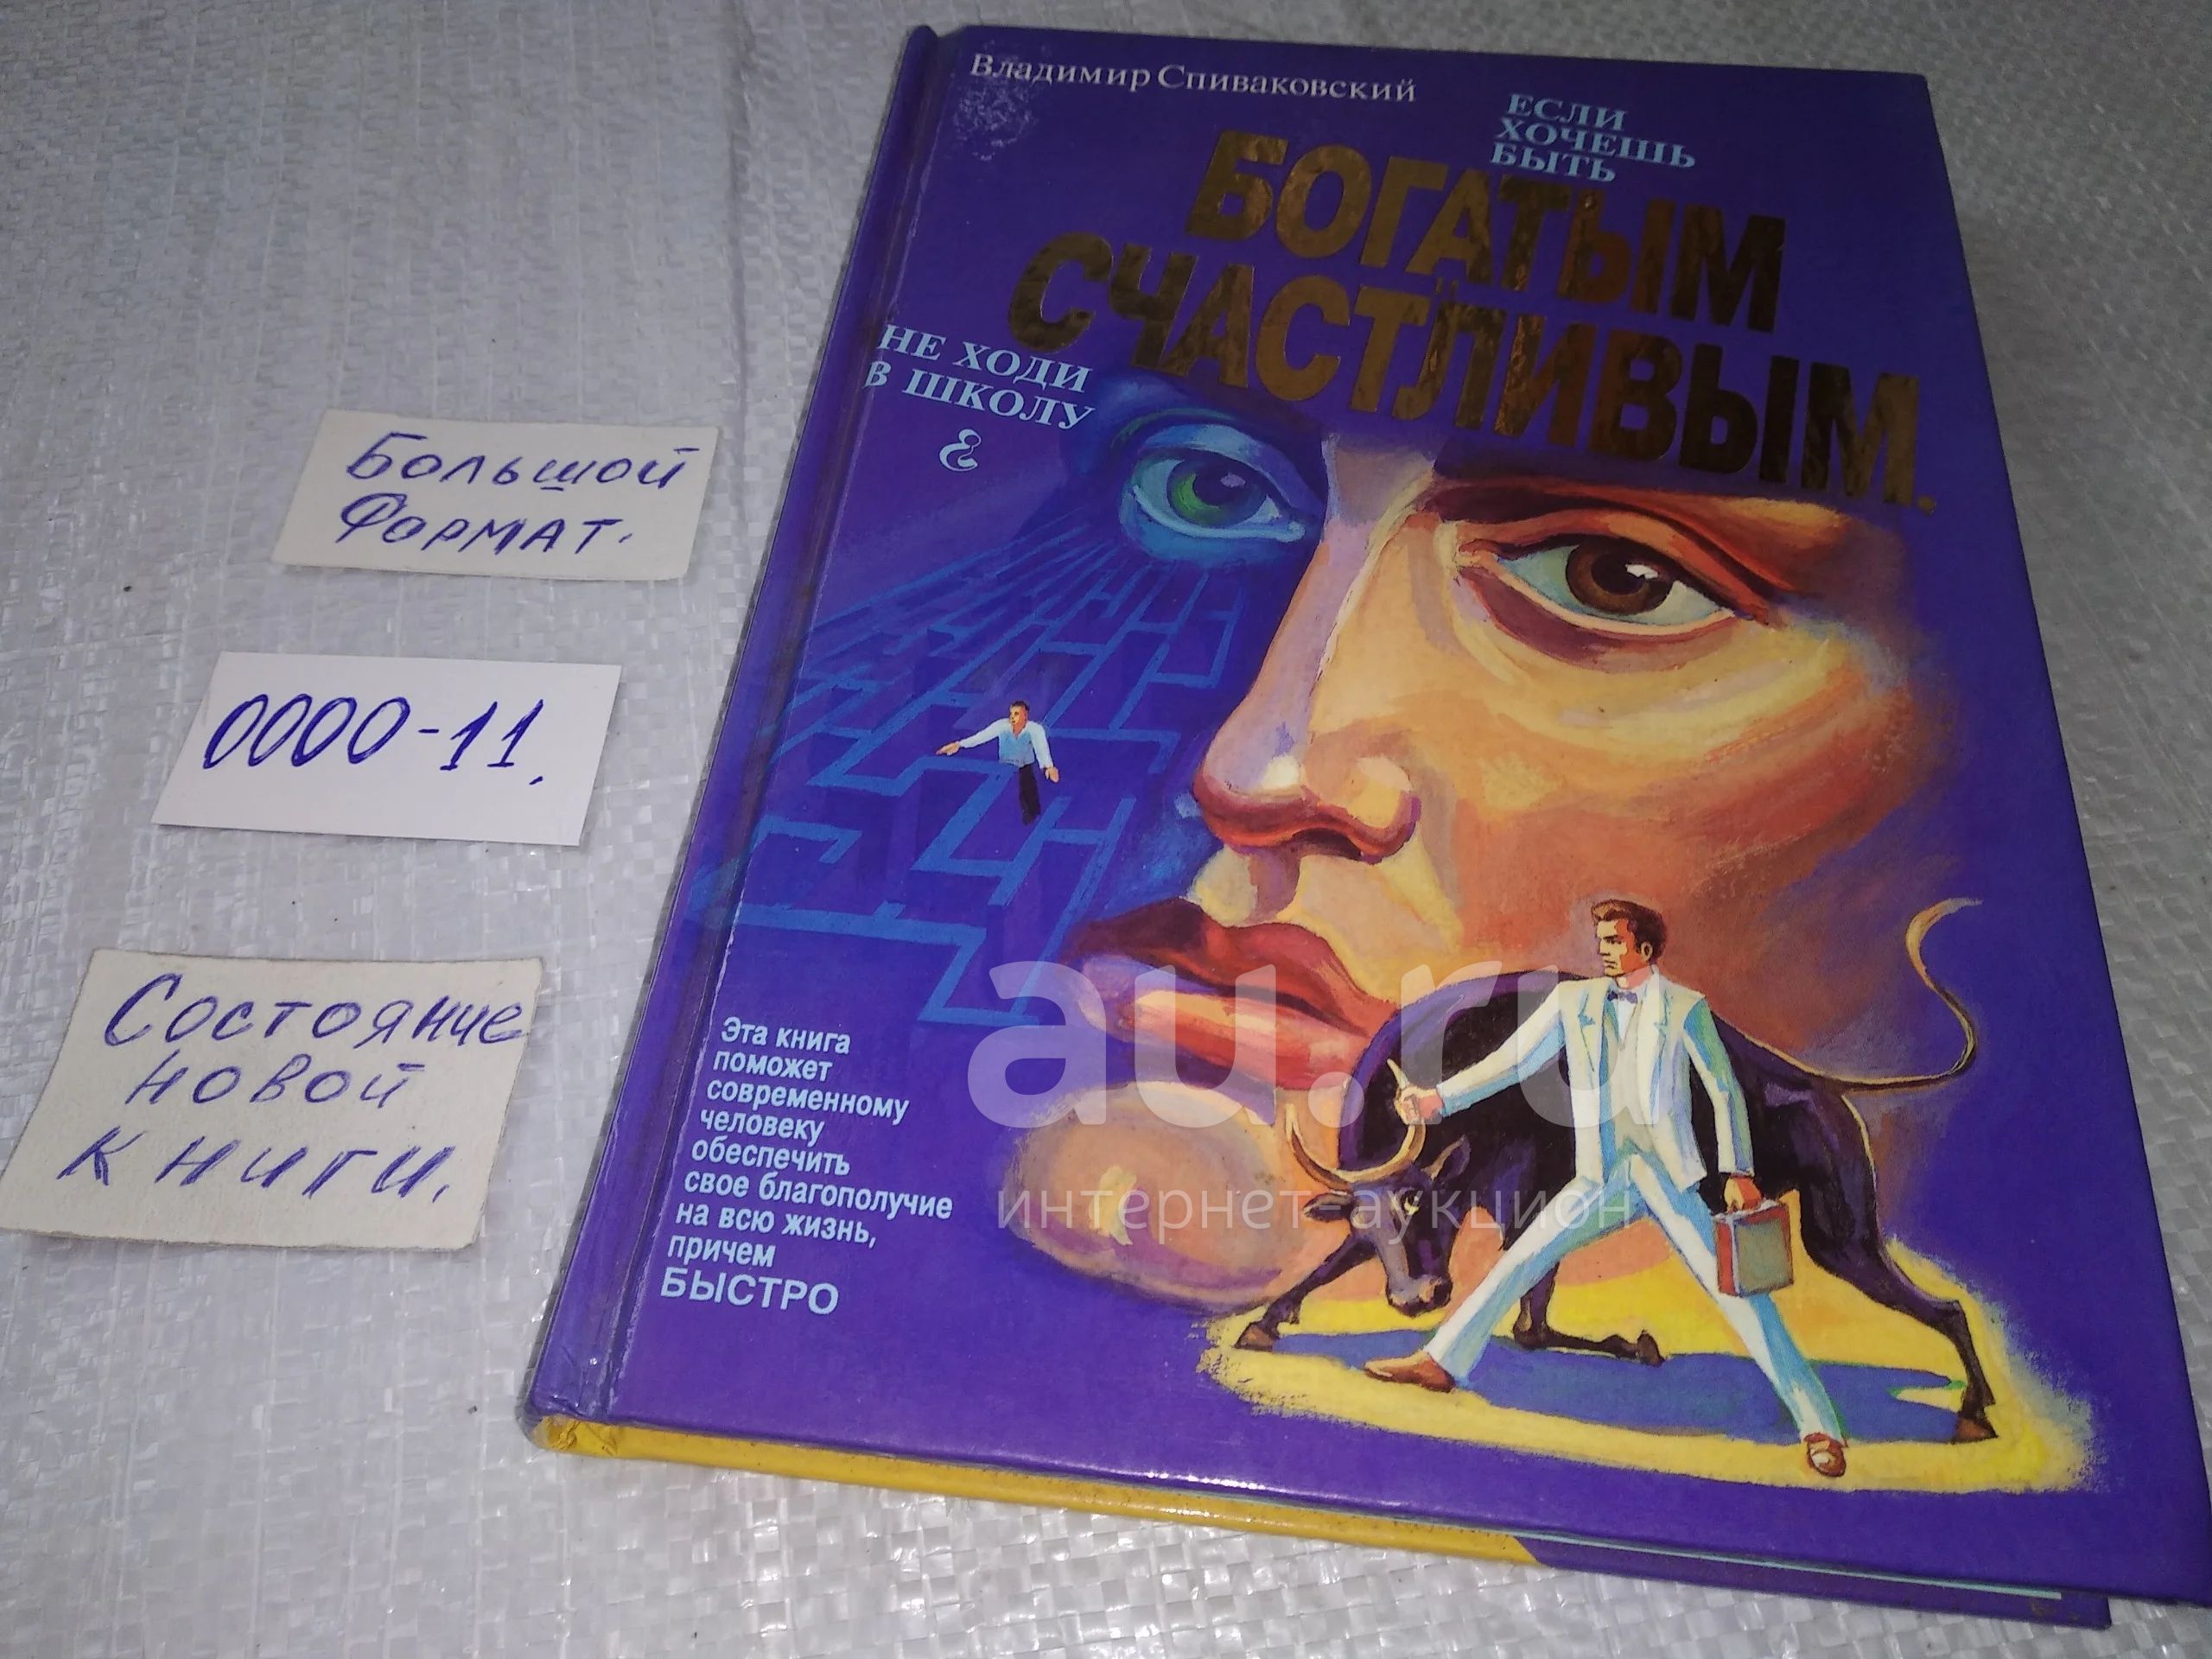 Большой
Формат.
0000-11.
Состояние
новой
книги.
Владимир Спиваковский
ЕСЛИ
ХОЧЕШЬ
БЫТЬ
БОГАТЫМ
СЧАСТЛИВЫМ.
НЕ ХОДИ
В ШКОЛУ
&
Эта книга
поможет
современному
человеку
обеспечить
свое благополучие
на всю жизнь,
причем
БЫСТРО
au.ru
интернет-аукцион